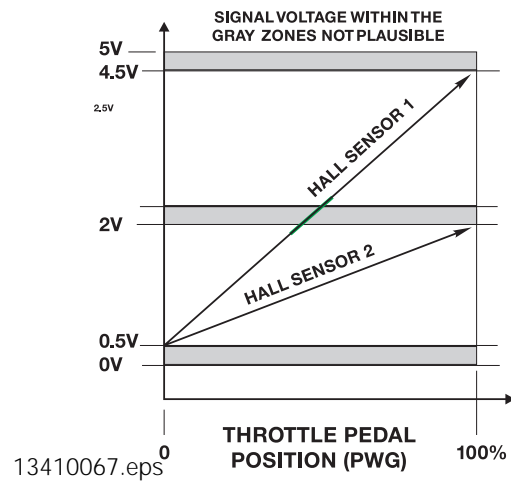 SIGNAL VOLTAGE WITHIN THE
GRAY ZONES NOT PLAUSIBLE
5V
4.5V
2.5V
HALL SENSOR 1
2V
HALL SENSOR 2
0.5V
0V
0
THROTTLE PEDAL
POSITION (PWG)
100%
13410067.eps